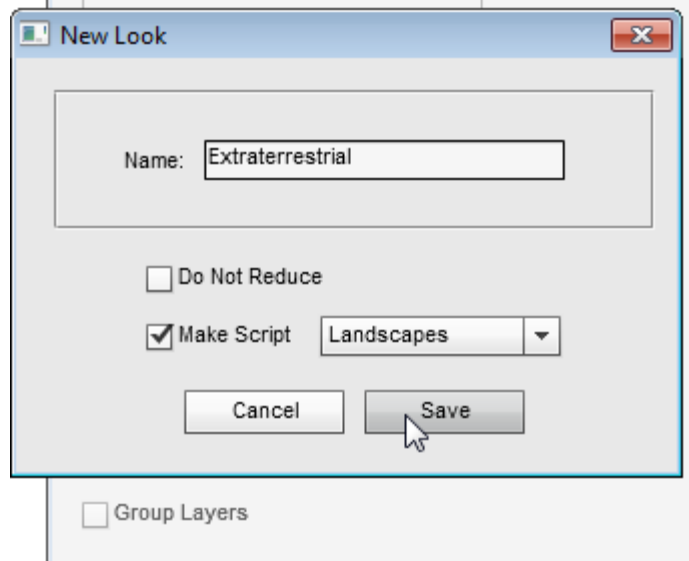 New Look
Name: Extraterrestrial
Do Not Reduce
Make Script Landscapes
Cancel Save
Group Layers